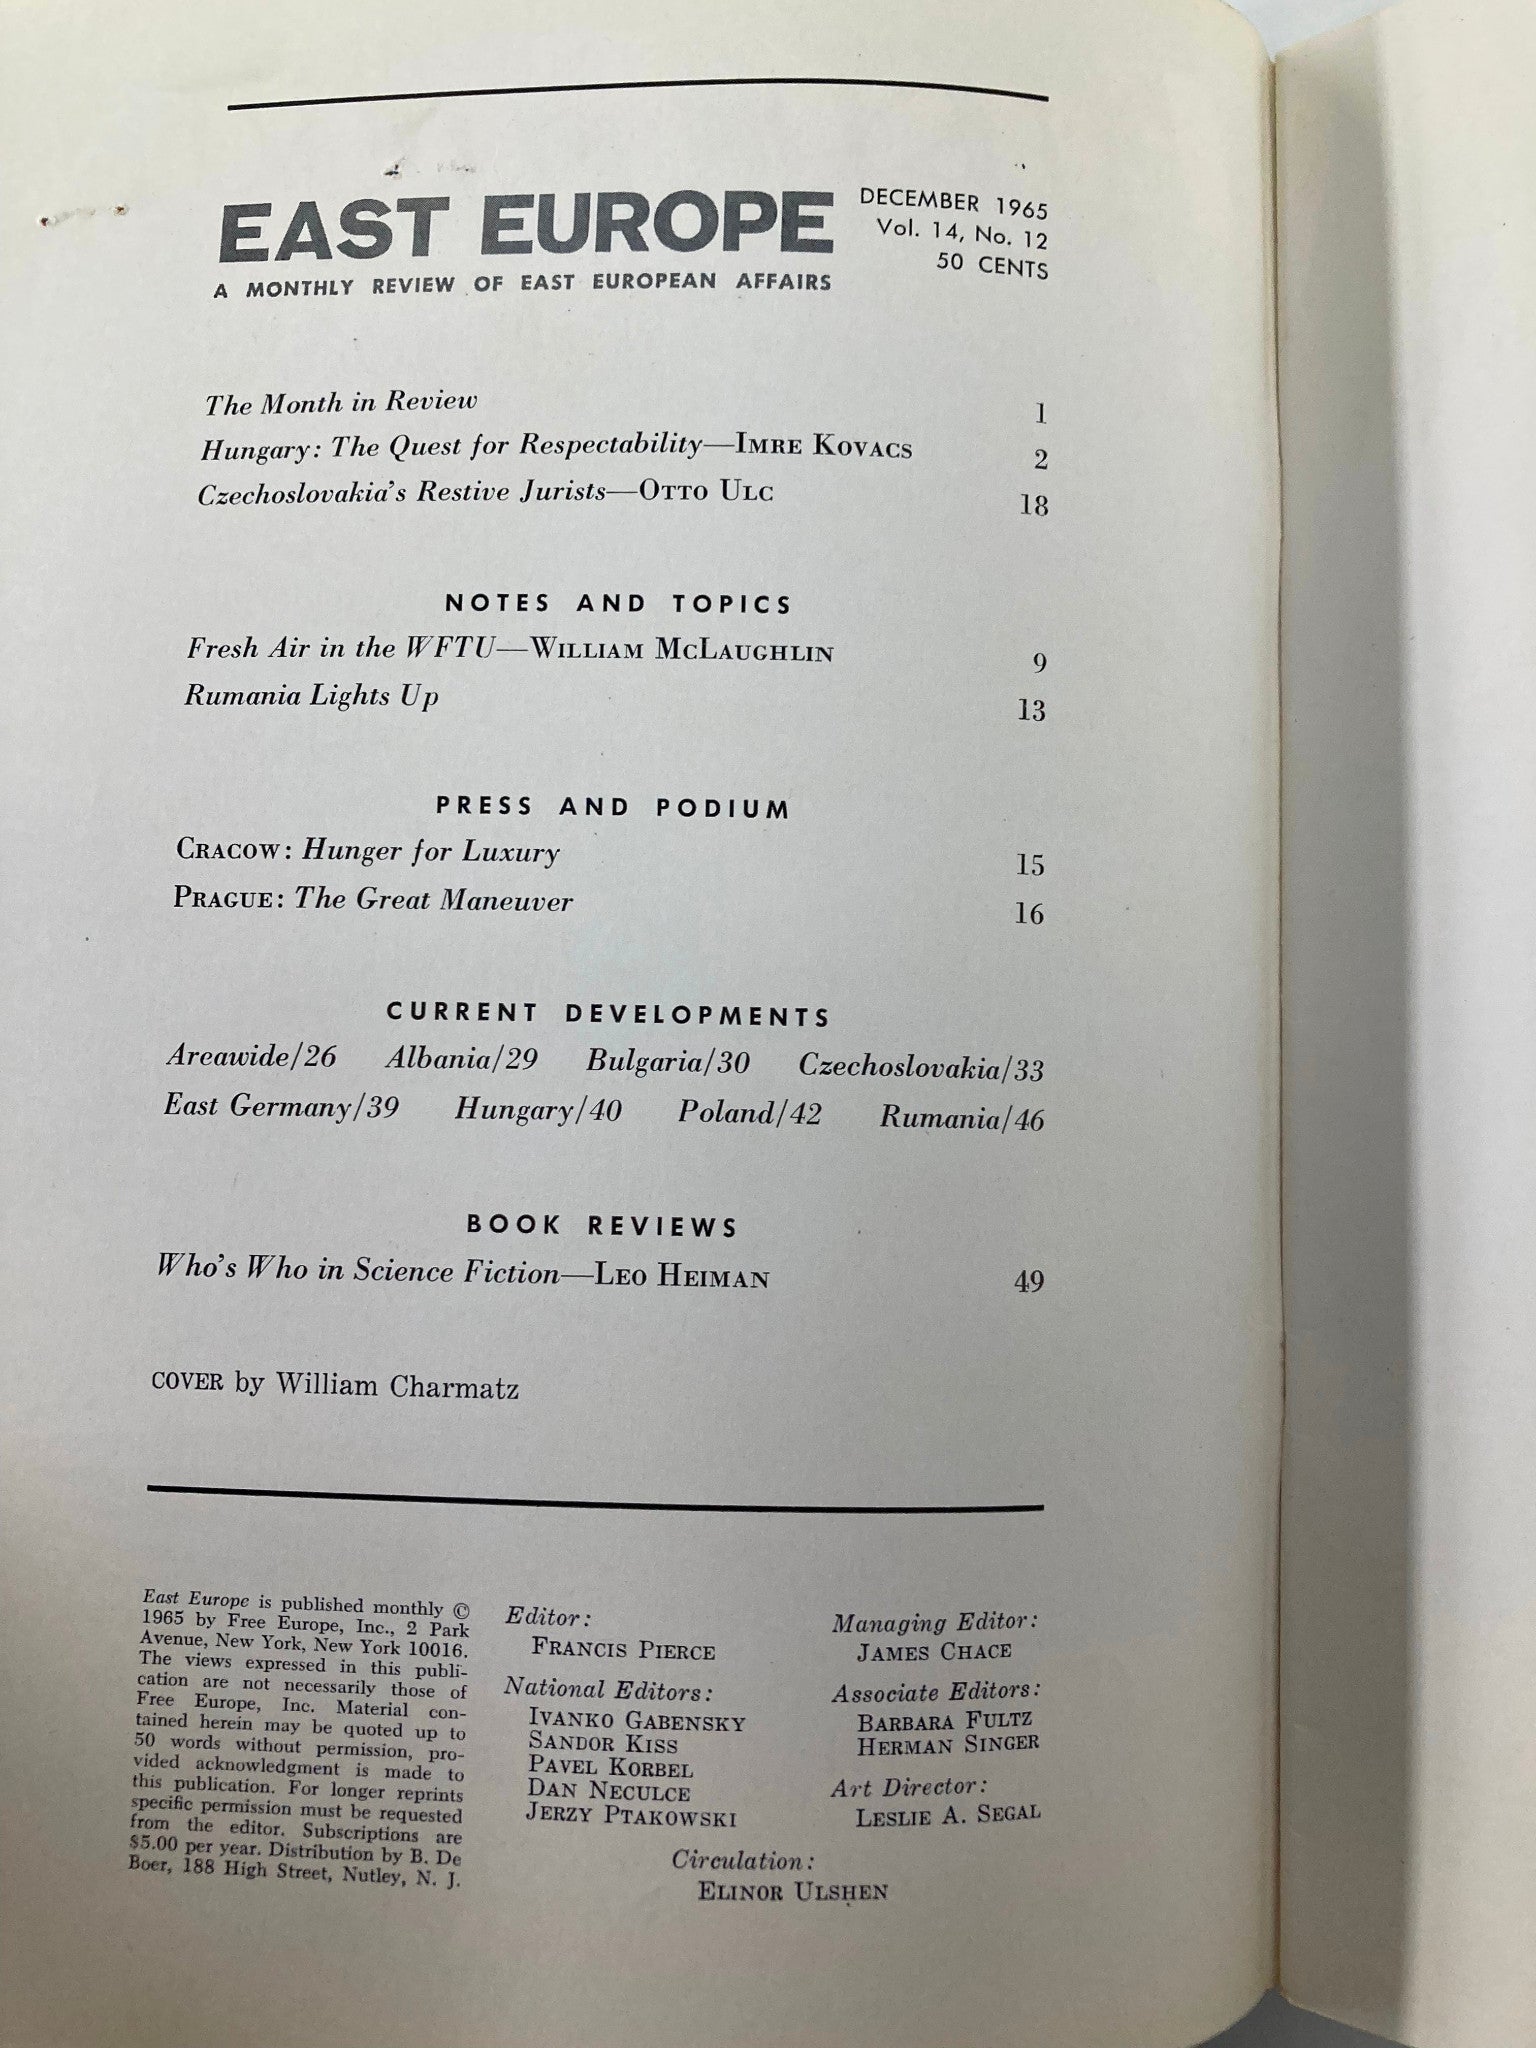 EAST EUROPE
A MONTHLY REVIEW OF EAST EUROPEAN AFFAIRS
DECEMBER 1965
Vol. 14, No. 12
50 CENTS
The Month in Review 1
Hungary: The Quest for Respectability—IMRE KOVACS 2
Czechoslovakia's Restive Jurists—OTTO ULC 18
NOTES AND TOPICS
Fresh Air in the WFTU—WILLIAM MCLAUGHLIN 9
Rumania Lights Up 13
PRESS AND PODIUM
CRACOW: Hunger for Luxury 15
PRAGUE: The Great Maneuver 16
CURRENT DEVELOPMENTS
Areawide/26 Albania/29 Bulgaria/30 Czechoslovakia/33
East Germany/39 Hungary/40 Poland/42 Rumania/46
BOOK REVIEWS
Who's Who in Science Fiction—LEO HEIMAN 49
COVER by William Charmatz
East Europe is published monthly ©
1965 by Free Europe, Inc., 2 Park
Avenue, New York, New York 10016.
The views expressed in this publi-
cation are not necessarily those of
Free Europe, Inc. Material con-
tained herein may be quoted up to
50 words without permission, pro-
vided acknowledgment is made to
this publication. For longer reprints
specific permission must be requested
from the editor. Subscriptions are
$5.00 per year. Distribution by B. De
Boer, 188 High Street, Nutley, N. J.
Editor:
FRANCIS PIERCE
National Editors:
IVANKO GABENSKY
SANDOR KISS
PAVEL KORBEL
DAN NECULCE
JERZY PTAKOWSKI
Managing Editor:
JAMES CHACE
Associate Editors:
BARBARA FULTZ
HERMAN SINGER
Art Director:
LESLIE A. SEGAL
Circulation:
ELINOR ULSHEN